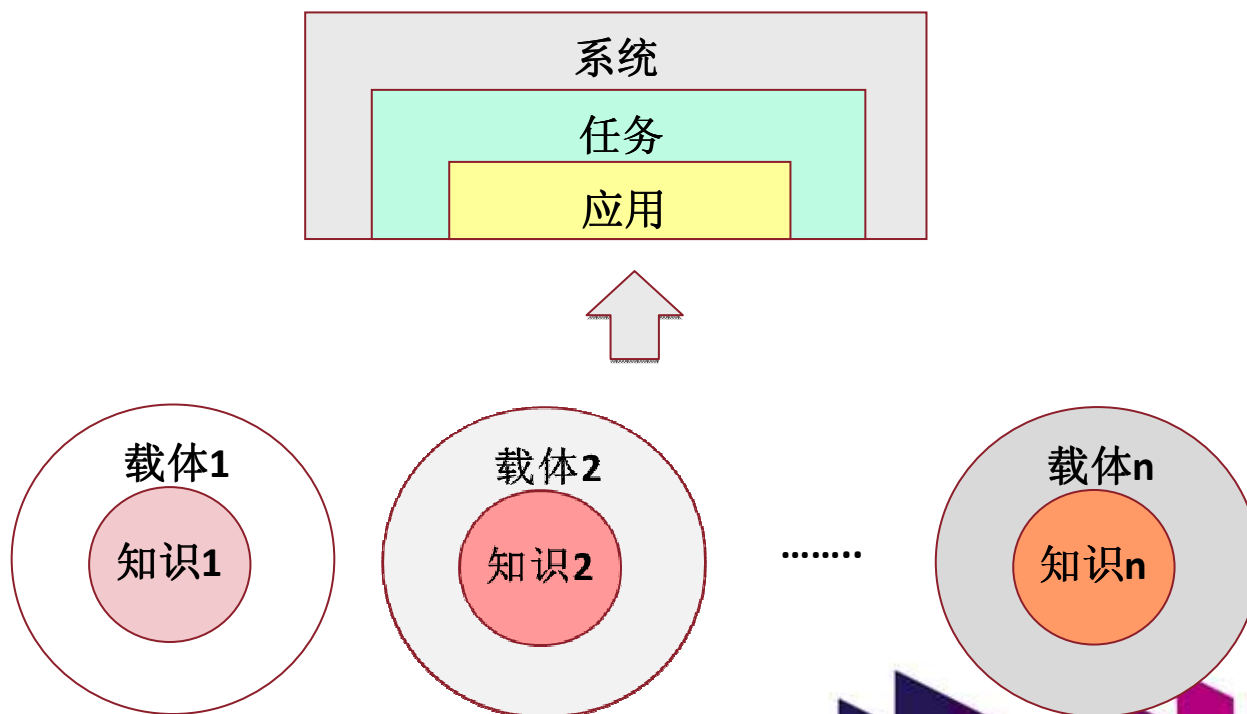 系统
任务
应用
载体1
知识1
载体2
知识2
........
载体n
知识n